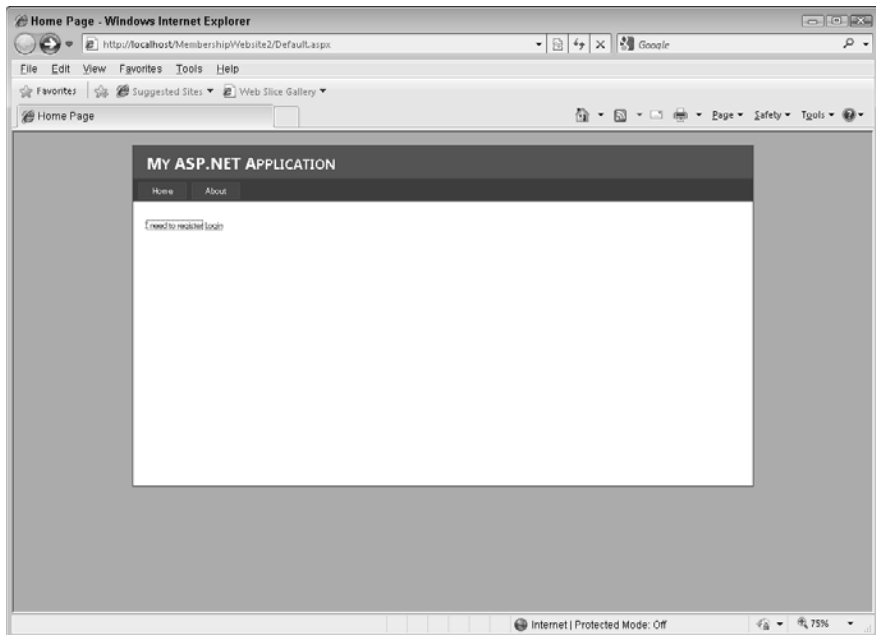 Home Page - Windows Internet Explorer
http://localhost/MembershipWebsite2/Default.aspx
Google
File Edit View Favorites Tools Help
Favorites Suggested Sites Web Slice Gallery
Home Page Page Safety Tools
MY ASP.NET APPLICATION
Home About
I need to register Login
Internet | Protected Mode: Off 75%